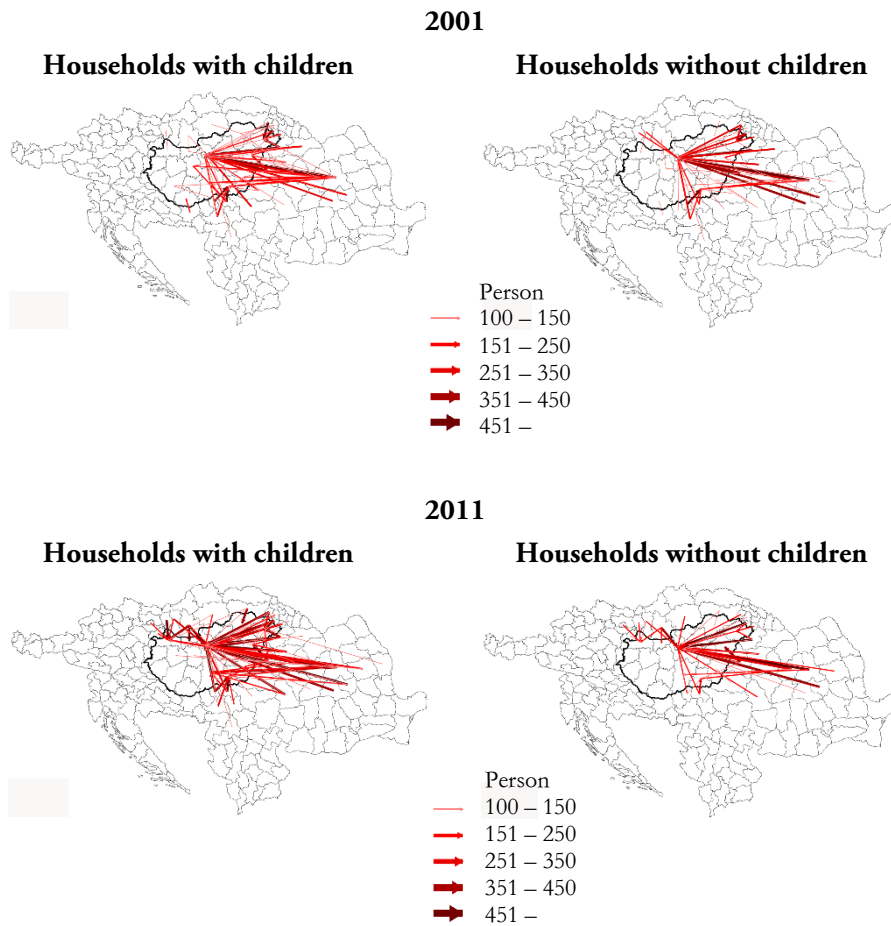 2001
Households with children
Households without children
Person
100 – 150
151 – 250
251 – 350
351 – 450
451 –
2011
Households with children
Households without children
Person
100 – 150
151 – 250
251 – 350
351 – 450
451 –